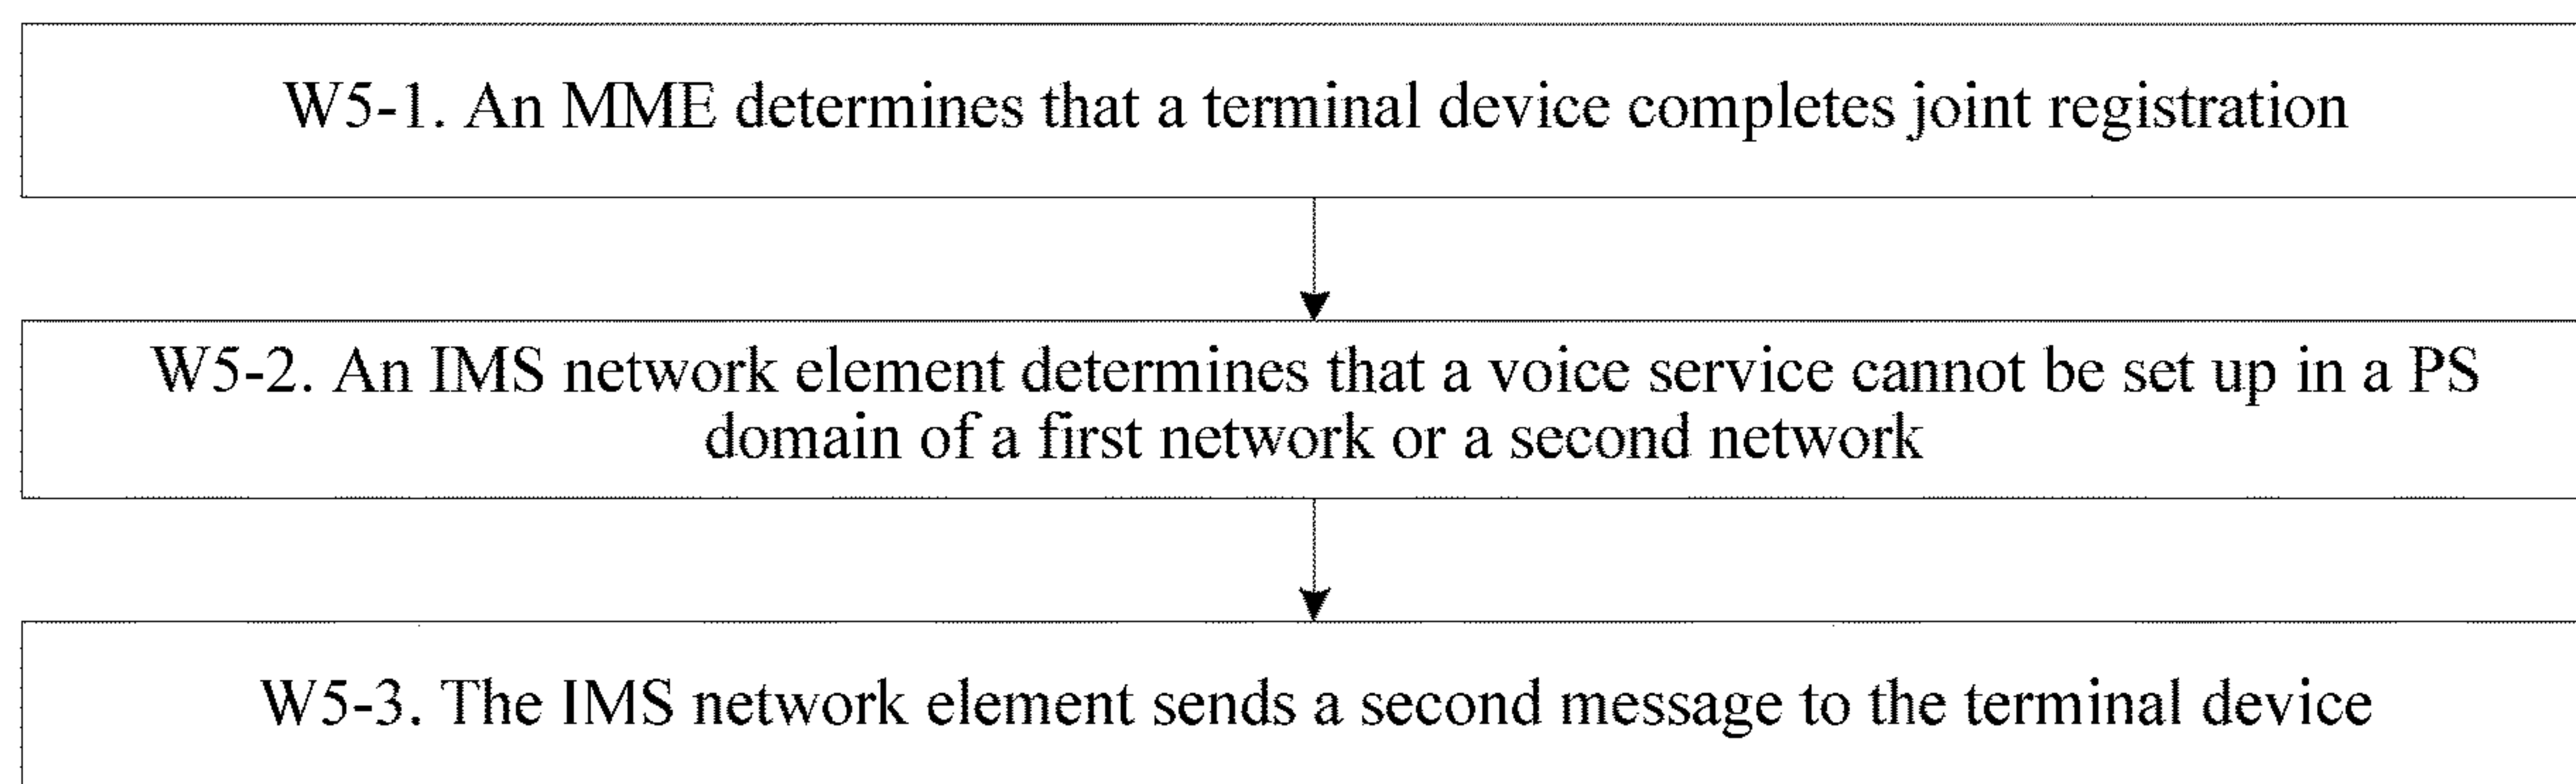 W5-1. An MME determines that a terminal device completes joint registration
W5-2. An IMS network element determines that a voice service cannot be set up in a PS
domain of a first network or a second network
W5-3. The IMS network element sends a second message to the terminal device